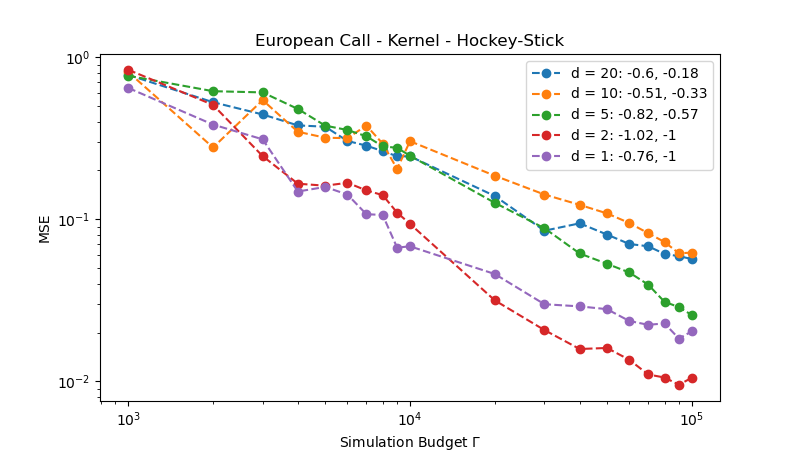 European Call - Kernel - Hockey-Stick
d = 20: -0.6, -0.18
d = 10: -0.51, -0.33
d = 5: -0.82, -0.57
d = 2: -1.02, -1
d = 1: -0.76, -1
MSE
10⁰
10⁻¹
10⁻²
10³
10⁴
10⁵
Simulation Budget Γ